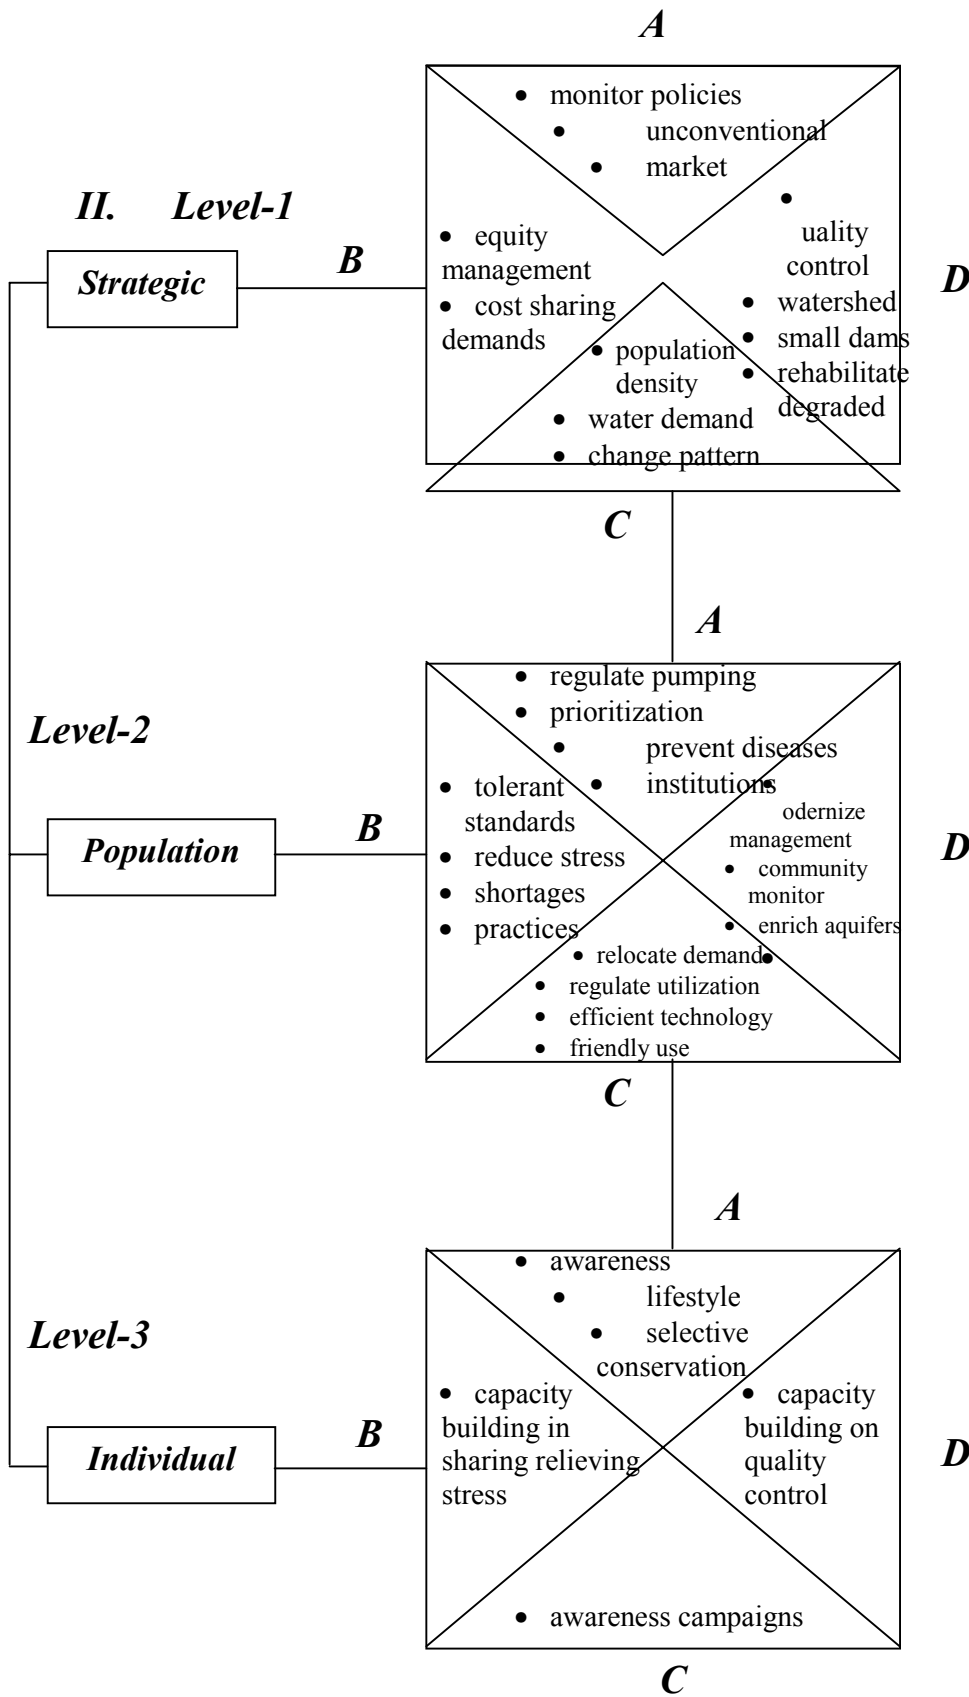 A
• monitor policies
• unconventional
• market
II. Level-1
Strategic
B
• equity
management
• cost sharing
demands
•
uality
control
• watershed
• small dams
• rehabilitate
degraded
D
• population
density
• water demand
• change pattern
C
A
• regulate pumping
• prioritization
• prevent diseases
• institutions
Level-2
Population
B
• tolerant
standards
• reduce stress
• shortages
• practices
•
odernize
management
• community
monitor
• enrich aquifers
•
D
• relocate demand
• regulate utilization
• efficient technology
• friendly use
C
A
• awareness
• lifestyle
• selective
conservation
Level-3
Individual
B
• capacity
building in
sharing relieving
stress
• capacity
building on
quality
control
D
• awareness campaigns
C